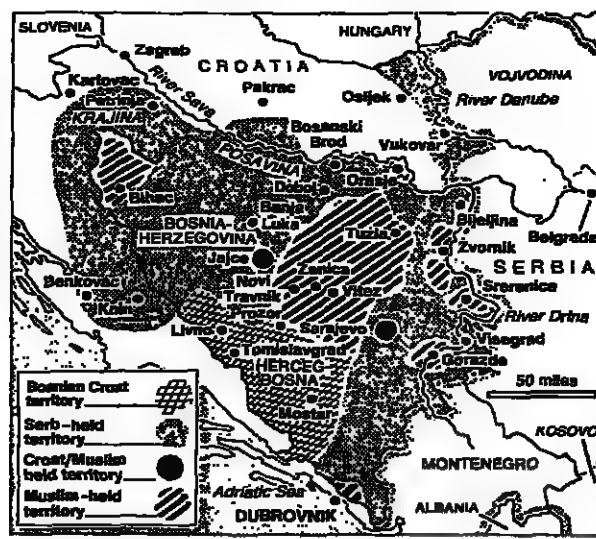 SLOVENIA
HUNGARY
Zagreb
CROATIA
VOJVODINA
Karlovac
River Sava
Pakrac
Osijek
River Danube
Petrinja
KRAJINA
Bosanski
Brod
Vukovar
POSAVINA
Orasje
Doboj
Bihac
Banja
Luka
Bijeljina
Belgrade
BOSNIA-
HERZEGOVINA
Tuzla
Zvornik
Jajce
SERBIA
Benkovac
Novi
Travnik
Zenica
Vitez
Srerenica
Knin
Prozor
Sarajevo
River Drina
Livno
Visegrad
Tomislavgrad
Gorazde
HERCEG-
BOSNA
50 miles
Mostar
KOSOVO
MONTENEGRO
Adriatic Sea
DUBROVNIK
ALBANIA
Bosnian Croat
territory
Serb-held
territory
Croat/Muslim
held territory
Muslim-held
territory